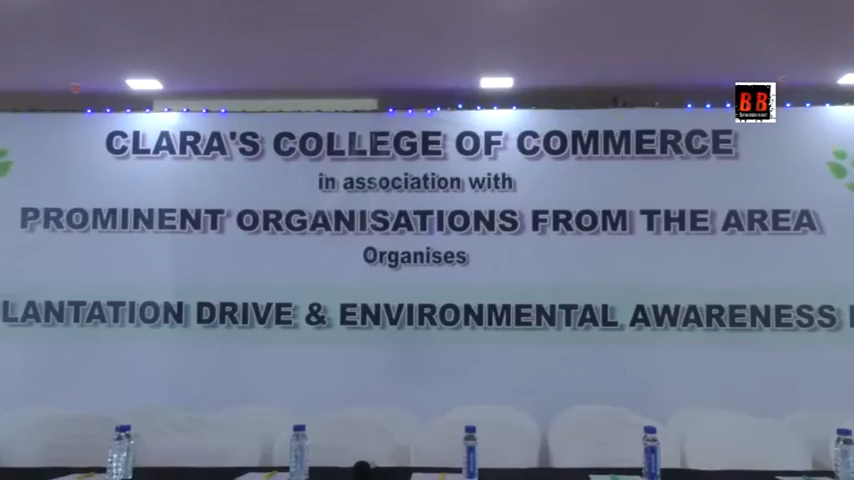 CLARA'S COLLEGE OF COMMERCE
in association with
PROMINENT ORGANISATIONS FROM THE AREA
Organises
LANTATION DRIVE & ENVIRONMENTAL AWARENESS
BB